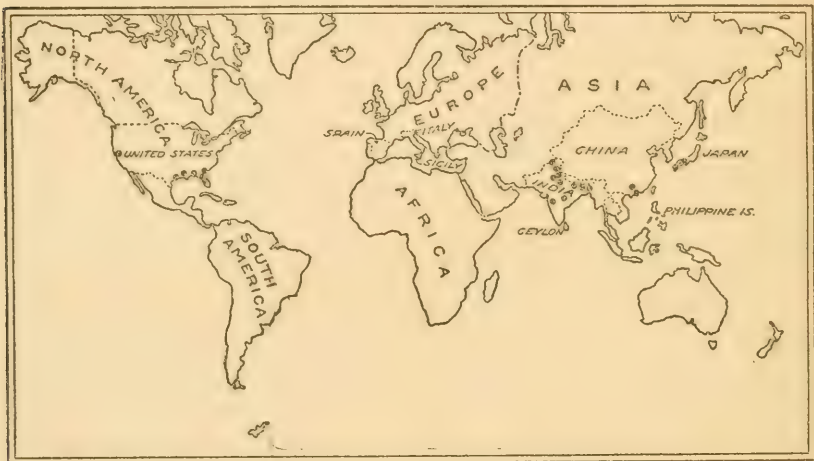 NORTH AMERICA
EUROPE
ASIA
SPAIN
ITALY
SICILY
UNITED STATES
CHINA
JAPAN
INDIA
AFRICA
CEYLON
PHILIPPINE IS.
SOUTH
AMERICA